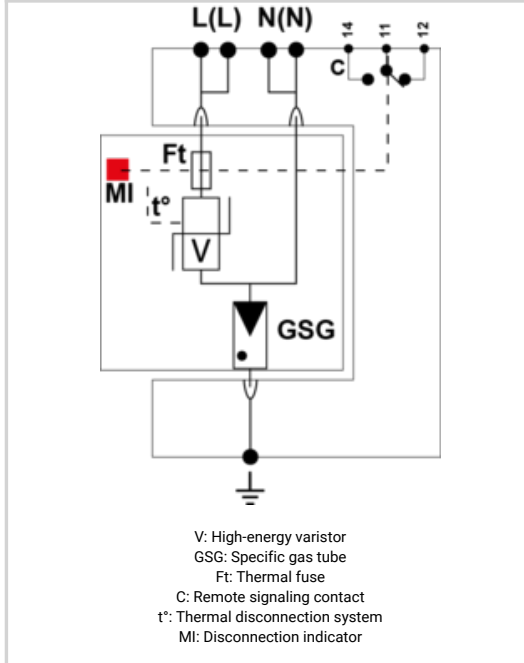 L(L) N(N)
14 11 12
C
Ft
MI
t°
V
GSG
V: High-energy varistor
GSG: Specific gas tube
Ft: Thermal fuse
C: Remote signaling contact
t°: Thermal disconnection system
MI: Disconnection indicator